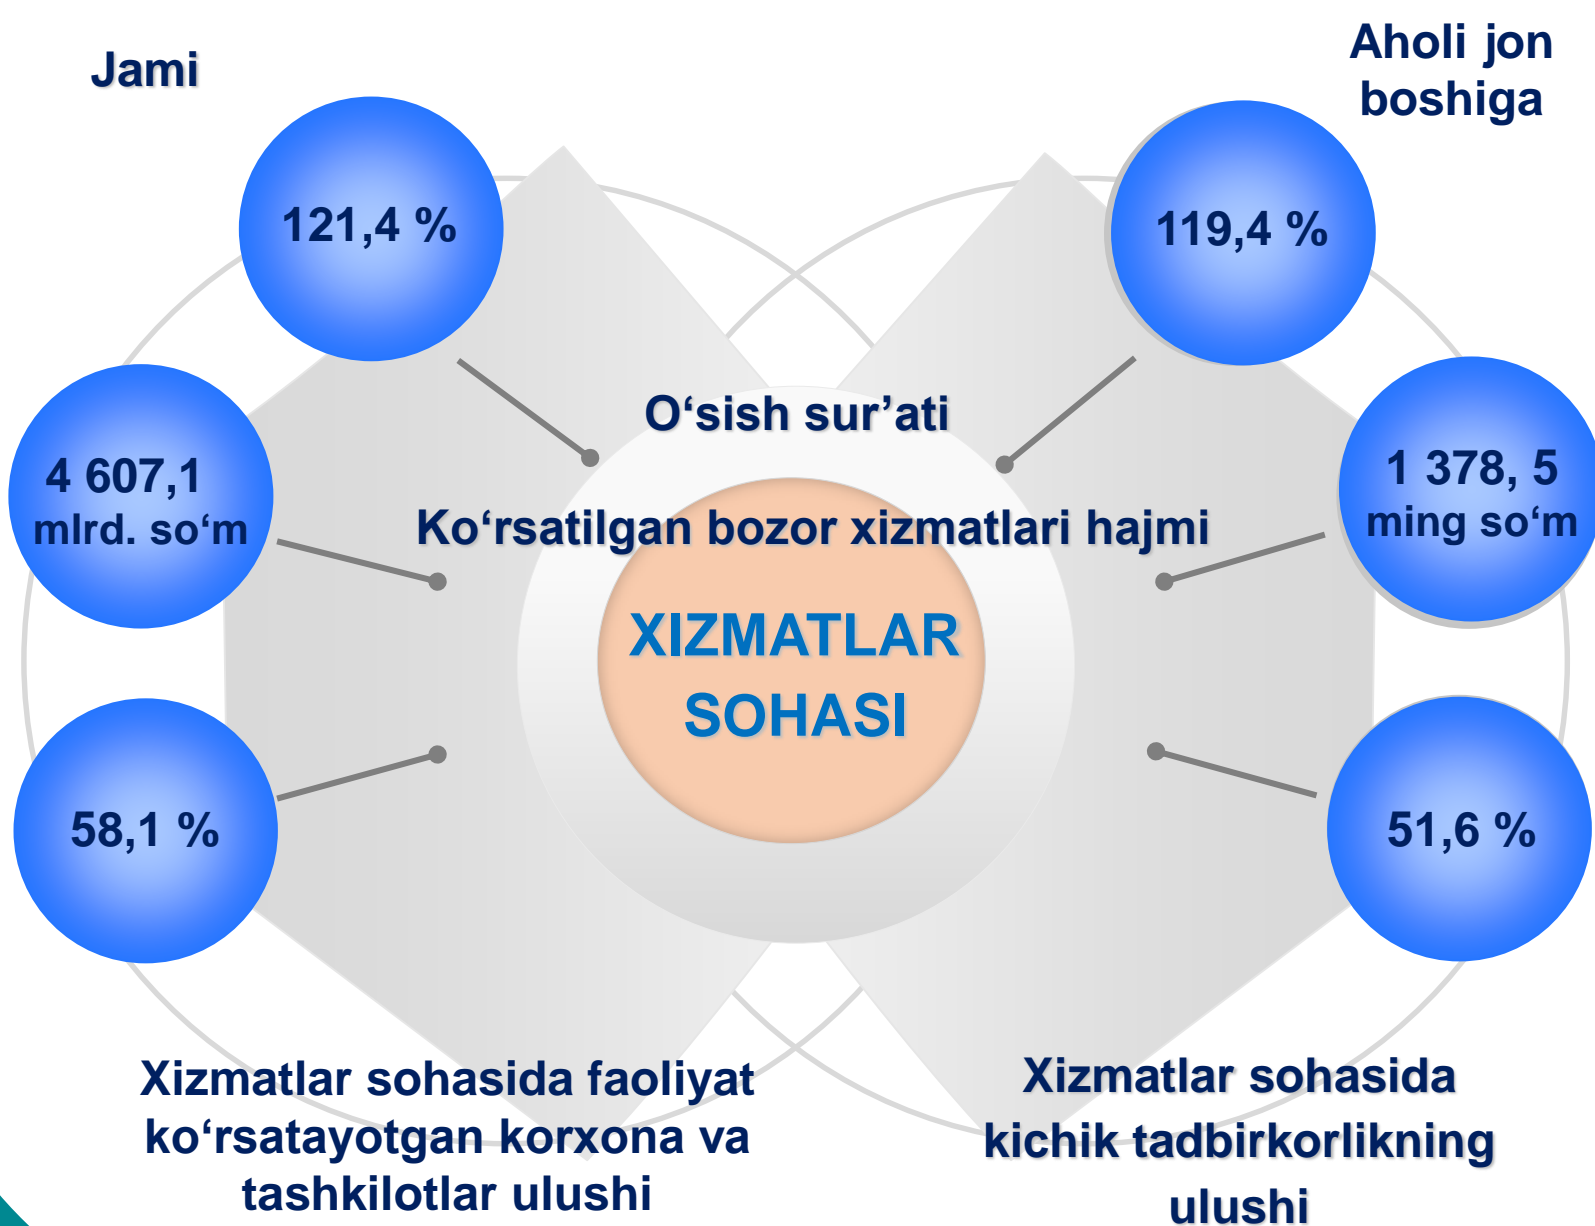 Jami
Aholi jon
boshiga
121,4 %
119,4 %
O‘sish sur’ati
4 607,1
mlrd. so‘m
1 378, 5
ming so‘m
Ko‘rsatilgan bozor xizmatlari hajmi
XIZMATLAR
SOHASI
58,1 %
51,6 %
Xizmatlar sohasida faoliyat
ko‘rsatayotgan korxona va
tashkilotlar ulushi
Xizmatlar sohasida
kichik tadbirkorlikning
ulushi